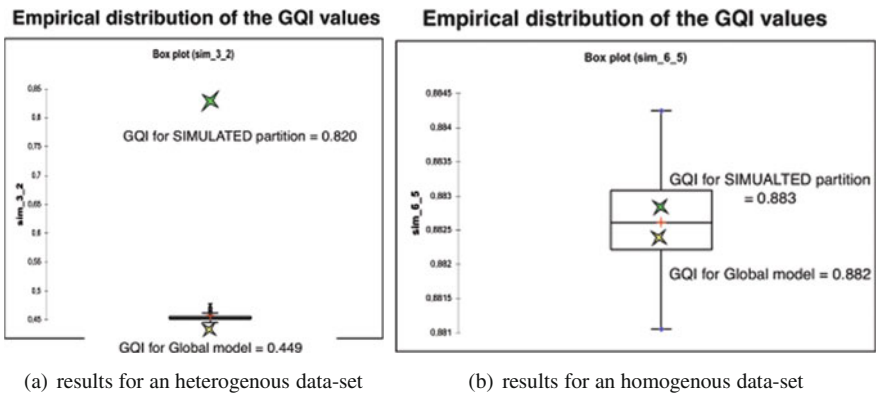 Empirical distribution of the GQI values
Box plot (sim_3_2)
0,85
0,8
0,75
0,7
0,65
0,6
0,55
0,5
0,45
sim_3_2
GQI for SIMULATED partition = 0.820
GQI for Global model = 0.449
(a) results for an heterogenous data-set
Empirical distribution of the GQI values
Box plot (sim_6_5)
0,8845
0,884
0,8835
0,883
0,8825
0,882
0,8815
0,881
sim_6_5
GQI for SIMUALTED partition
= 0.883
GQI for Global model = 0.882
(b) results for an homogenous data-set